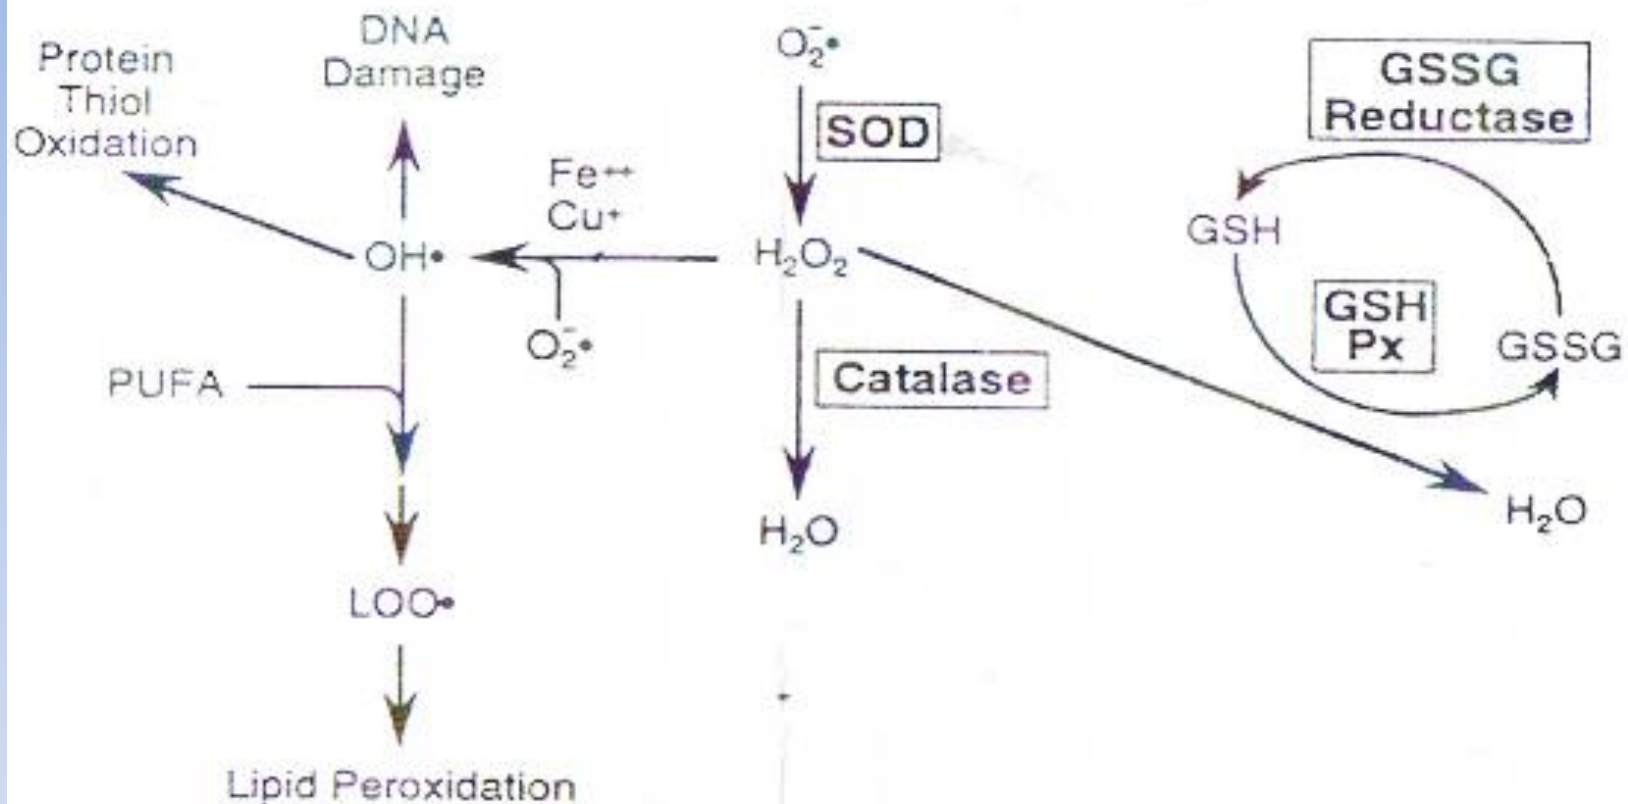 Protein
Thiol
Oxidation
DNA
Damage
O₂⁻•
SOD
GSSG
Reductase
Fe⁺⁺
Cu⁺
OH•
H₂O₂
GSH
O₂⁻•
GSH
Px
GSSG
PUFA
Catalase
H₂O
H₂O
LOO•
Lipid Peroxidation